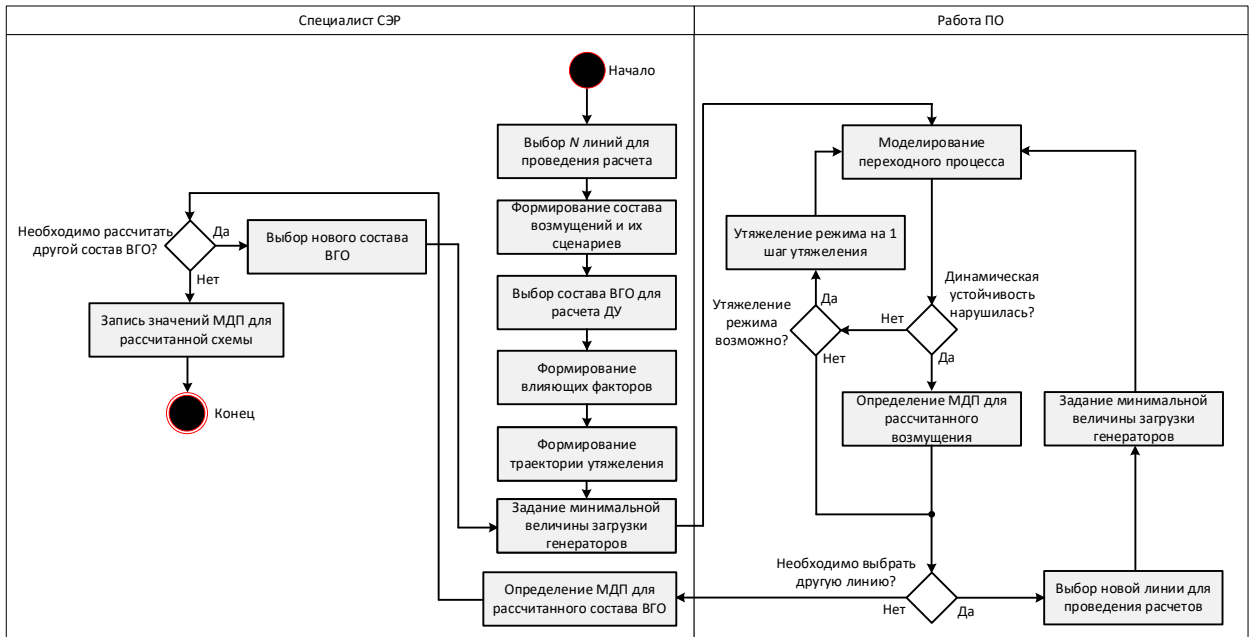 Специалист СЭР
Работа ПО
Начало
Выбор N линий для
проведения расчета
Формирование состава
возмущений и их
сценариев
Выбор состава ВГО для
расчета ДУ
Формирование
влияющих факторов
Формирование
траектории утяжеления
Задание минимальной
величины загрузки
генераторов
Моделирование
переходного процесса
Утяжеление режима на 1
шаг утяжеления
Динамическая
устойчивость
нарушилась?
Нет
Да
Утяжеление
режима
возможно?
Да
Нет
Определение МДП для
рассчитанного
возмущения
Задание минимальной
величины загрузки
генераторов
Необходимо выбрать
другую линию?
Нет
Да
Выбор новой линии для
проведения расчетов
Определение МДП для
рассчитанного состава ВГО
Необходимо рассчитать
другой состав ВГО?
Да
Нет
Выбор нового состава
ВГО
Запись значений МДП для
рассчитанной схемы
Конец